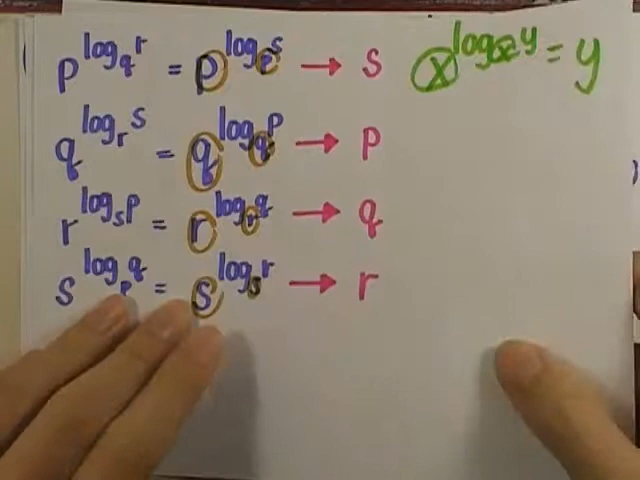 p^{log_q r} = p^{log_p s} → s x^{log_x y} = y
q^{log_r s} = q^{log_q p} → p
r^{log_s p} = r^{log_r q} → q
s^{log_p q} = s^{log_s r} → r